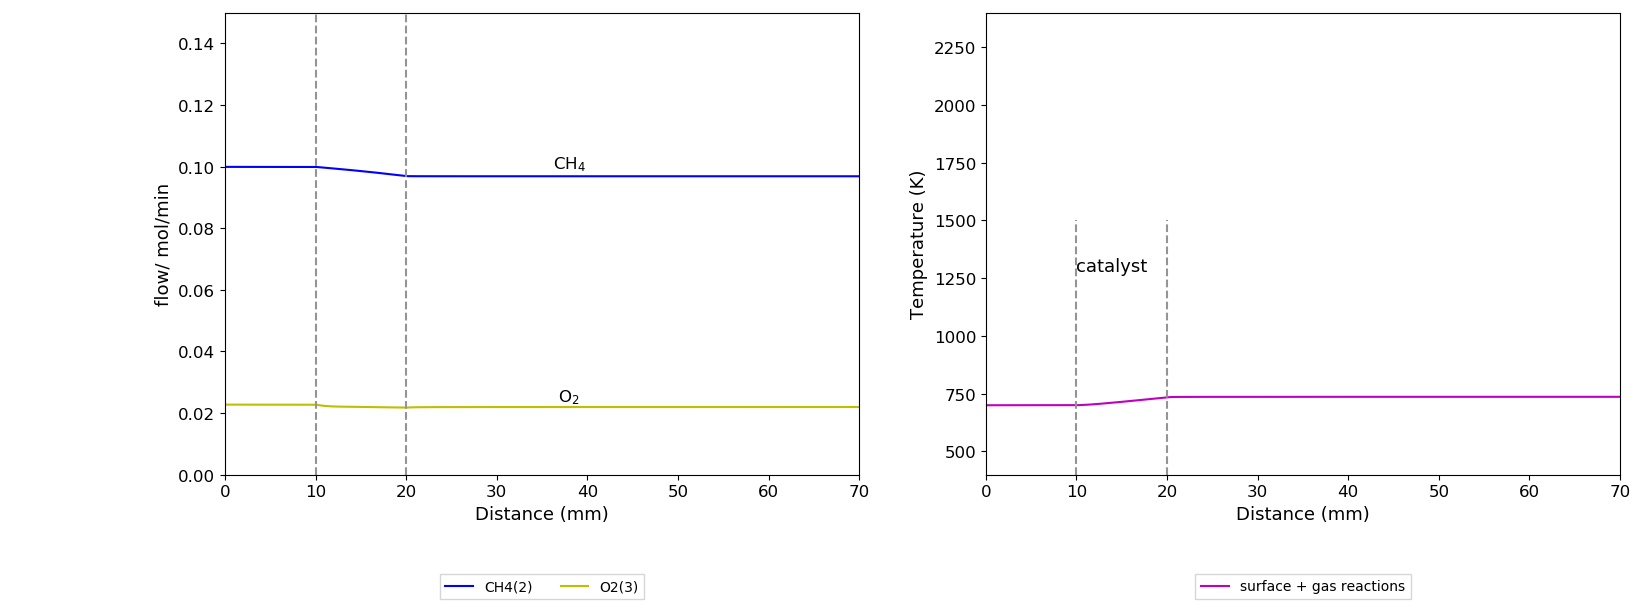 0.14
0.12
0.10
0.08
0.06
0.04
0.02
0.00
flow/ mol/min
CH₄
O₂
0 10 20 30 40 50 60 70
Distance (mm)
CH4(2) O2(3)
2250
2000
1750
1500
1250
1000
750
500
Temperature (K)
catalyst
0 10 20 30 40 50 60 70
Distance (mm)
surface + gas reactions